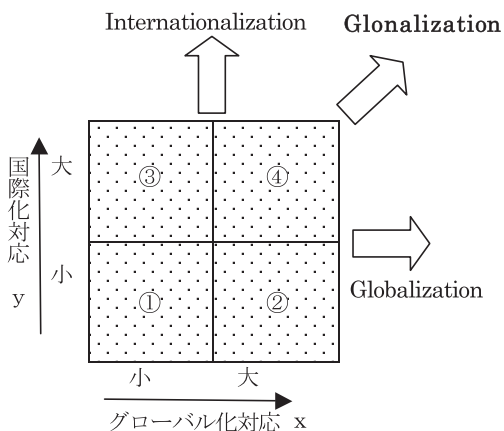 Internationalization
Glonalization
国際化対応 y
大
小
③
④
①
②
Globalization
小
大
グローバル化対応 x